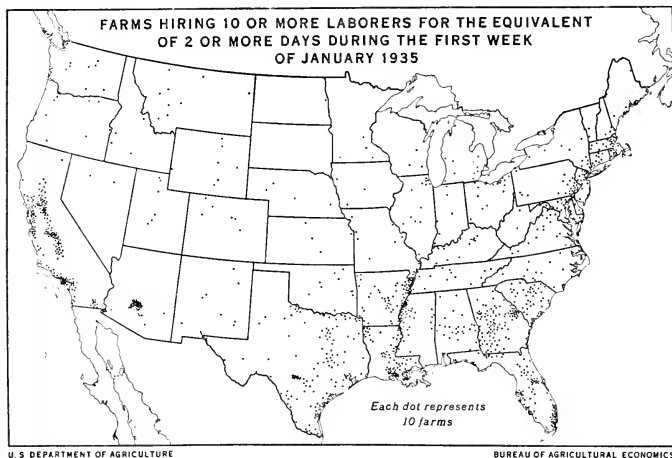 FARMS HIRING 10 OR MORE LABORERS FOR THE EQUIVALENT
OF 2 OR MORE DAYS DURING THE FIRST WEEK
OF JANUARY 1935
Each dot represents
10 farms
U. S DEPARTMENT OF AGRICULTURE
BUREAU OF AGRICULTURAL ECONOMICS